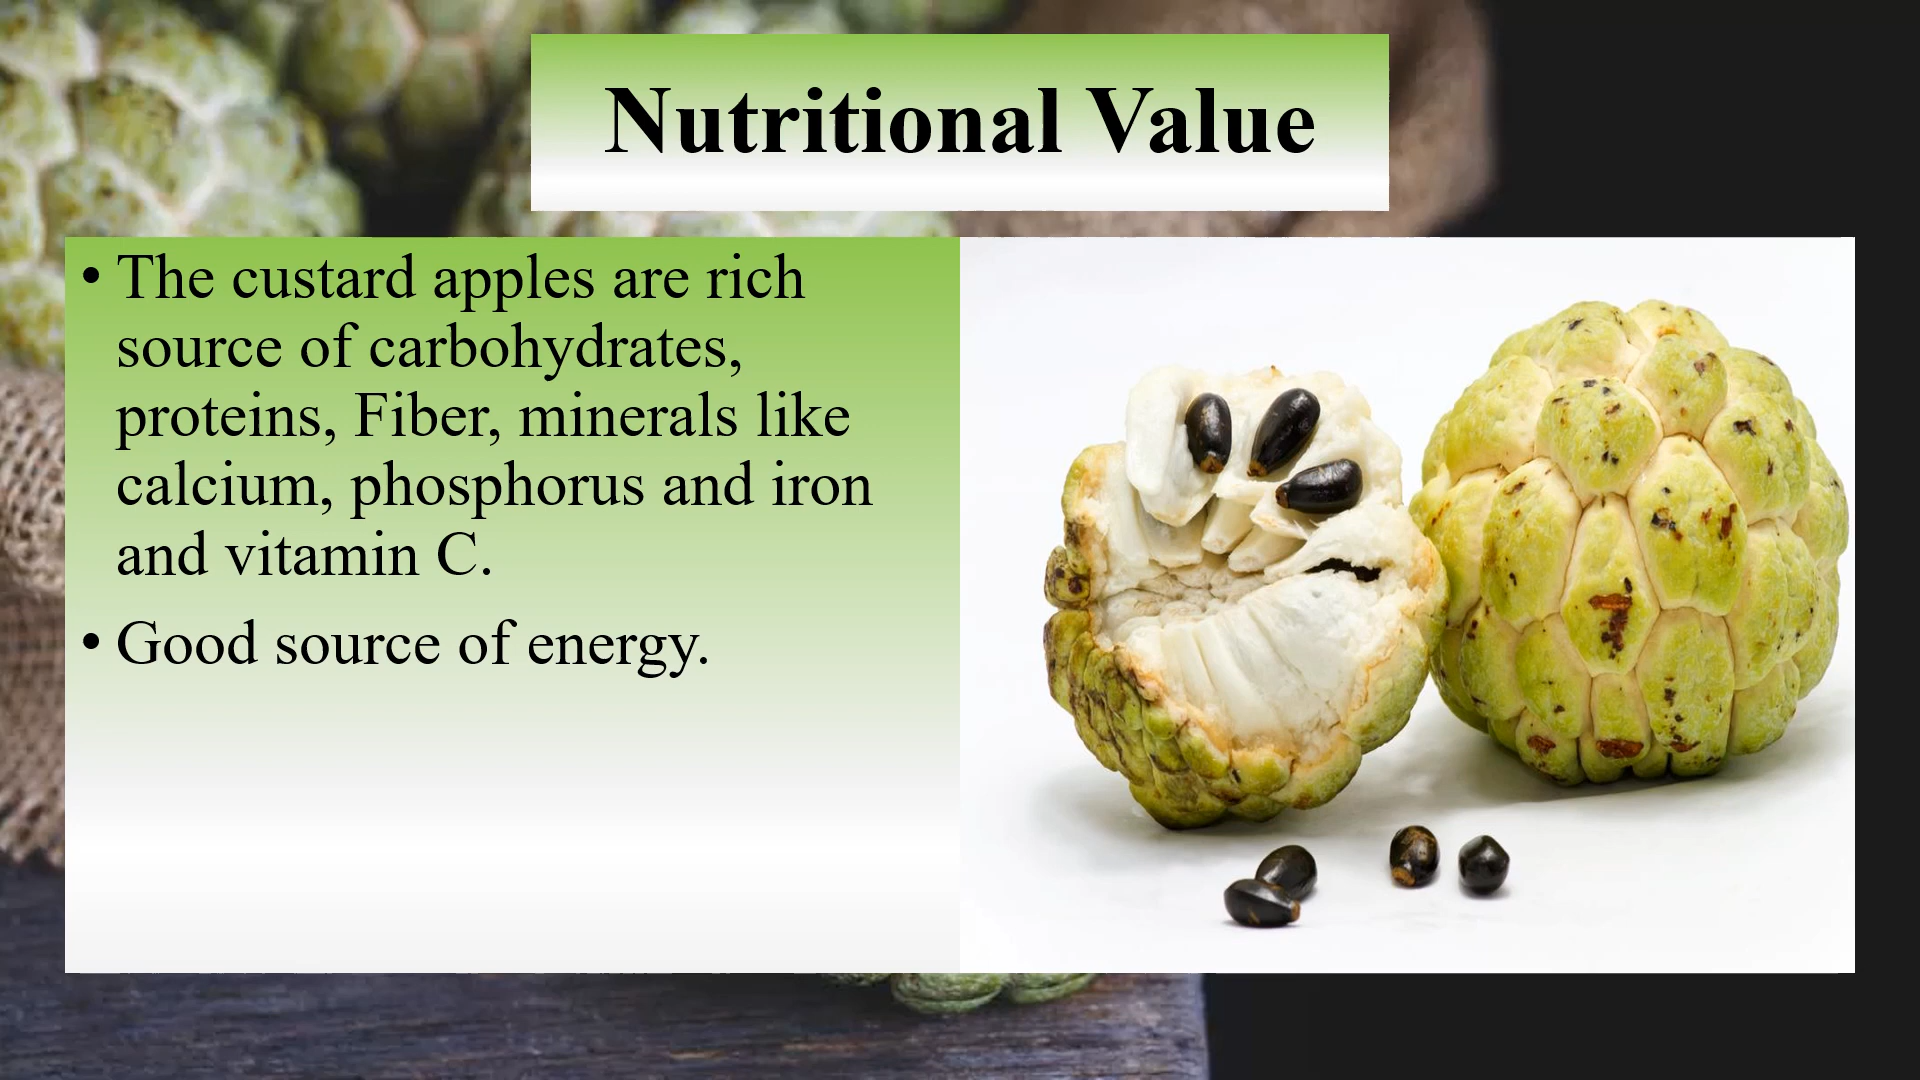 Nutritional Value
• The custard apples are rich
source of carbohydrates,
proteins, Fiber, minerals like
calcium, phosphorus and iron
and vitamin C.
• Good source of energy.